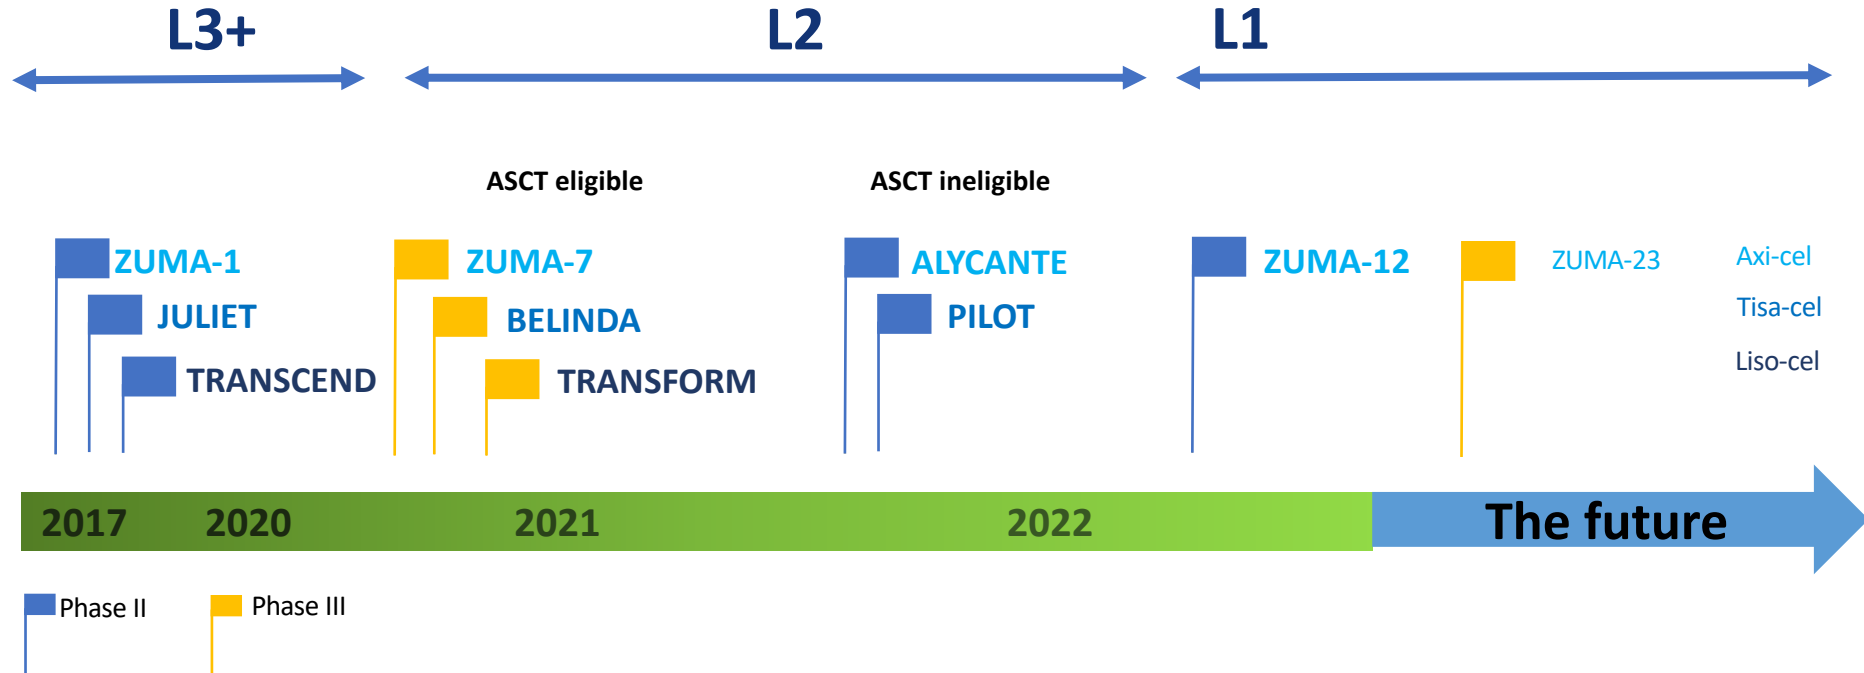 L3+ L2 L1
ASCT eligible ASCT ineligible
ZUMA-1 ZUMA-7 ALYCANTE ZUMA-12 ZUMA-23 Axi-cel
JULIET BELINDA PILOT Tisa-cel
TRANSCEND TRANSFORM Liso-cel
2017 2020 2021 2022 The future
Phase II Phase III